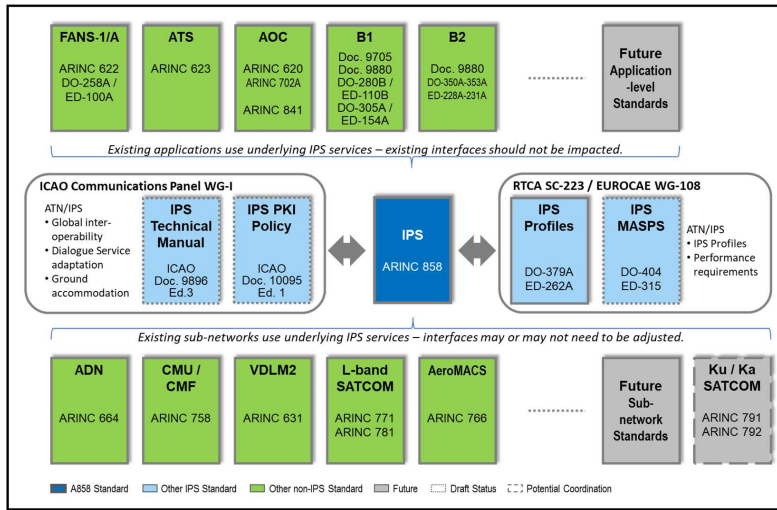 FANS-1/A
ARINC 622
DO-258A /
ED-100A
ATS
ARINC 623
AOC
ARINC 620
ARINC 702A
ARINC 841
B1
Doc. 9705
Doc. 9880
DO-280B /
ED-110B
DO-305A /
ED-154A
B2
Doc. 9880
DO-350A-353A
ED-228A-231A
Future
Application
-level
Standards
Existing applications use underlying IPS services – existing interfaces should not be impacted.
ICAO Communications Panel WG-I
ATN/IPS
• Global inter-
operability
• Dialogue Service
adaptation
• Ground
accommodation
IPS
Technical
Manual
ICAO
Doc. 9896
Ed.3
IPS PKI
Policy
ICAO
Doc. 10095
Ed. 1
IPS
ARINC 858
RTCA SC-223 / EUROCAE WG-108
IPS
Profiles
DO-379A
ED-262A
IPS
MASPS
DO-404
ED-315
ATN/IPS
• IPS Profiles
• Performance
requirements
Existing sub-networks use underlying IPS services – interfaces may or may not need to be adjusted.
ADN
ARINC 664
CMU /
CMF
ARINC 758
VDLM2
ARINC 631
L-band
SATCOM
ARINC 771
ARINC 781
AeroMACS
ARINC 766
Future
Sub-
network
Standards
Ku / Ka
SATCOM
ARINC 791
ARINC 792
A858 Standard
Other IPS Standard
Other non-IPS Standard
Future
Draft Status
Potential Coordination